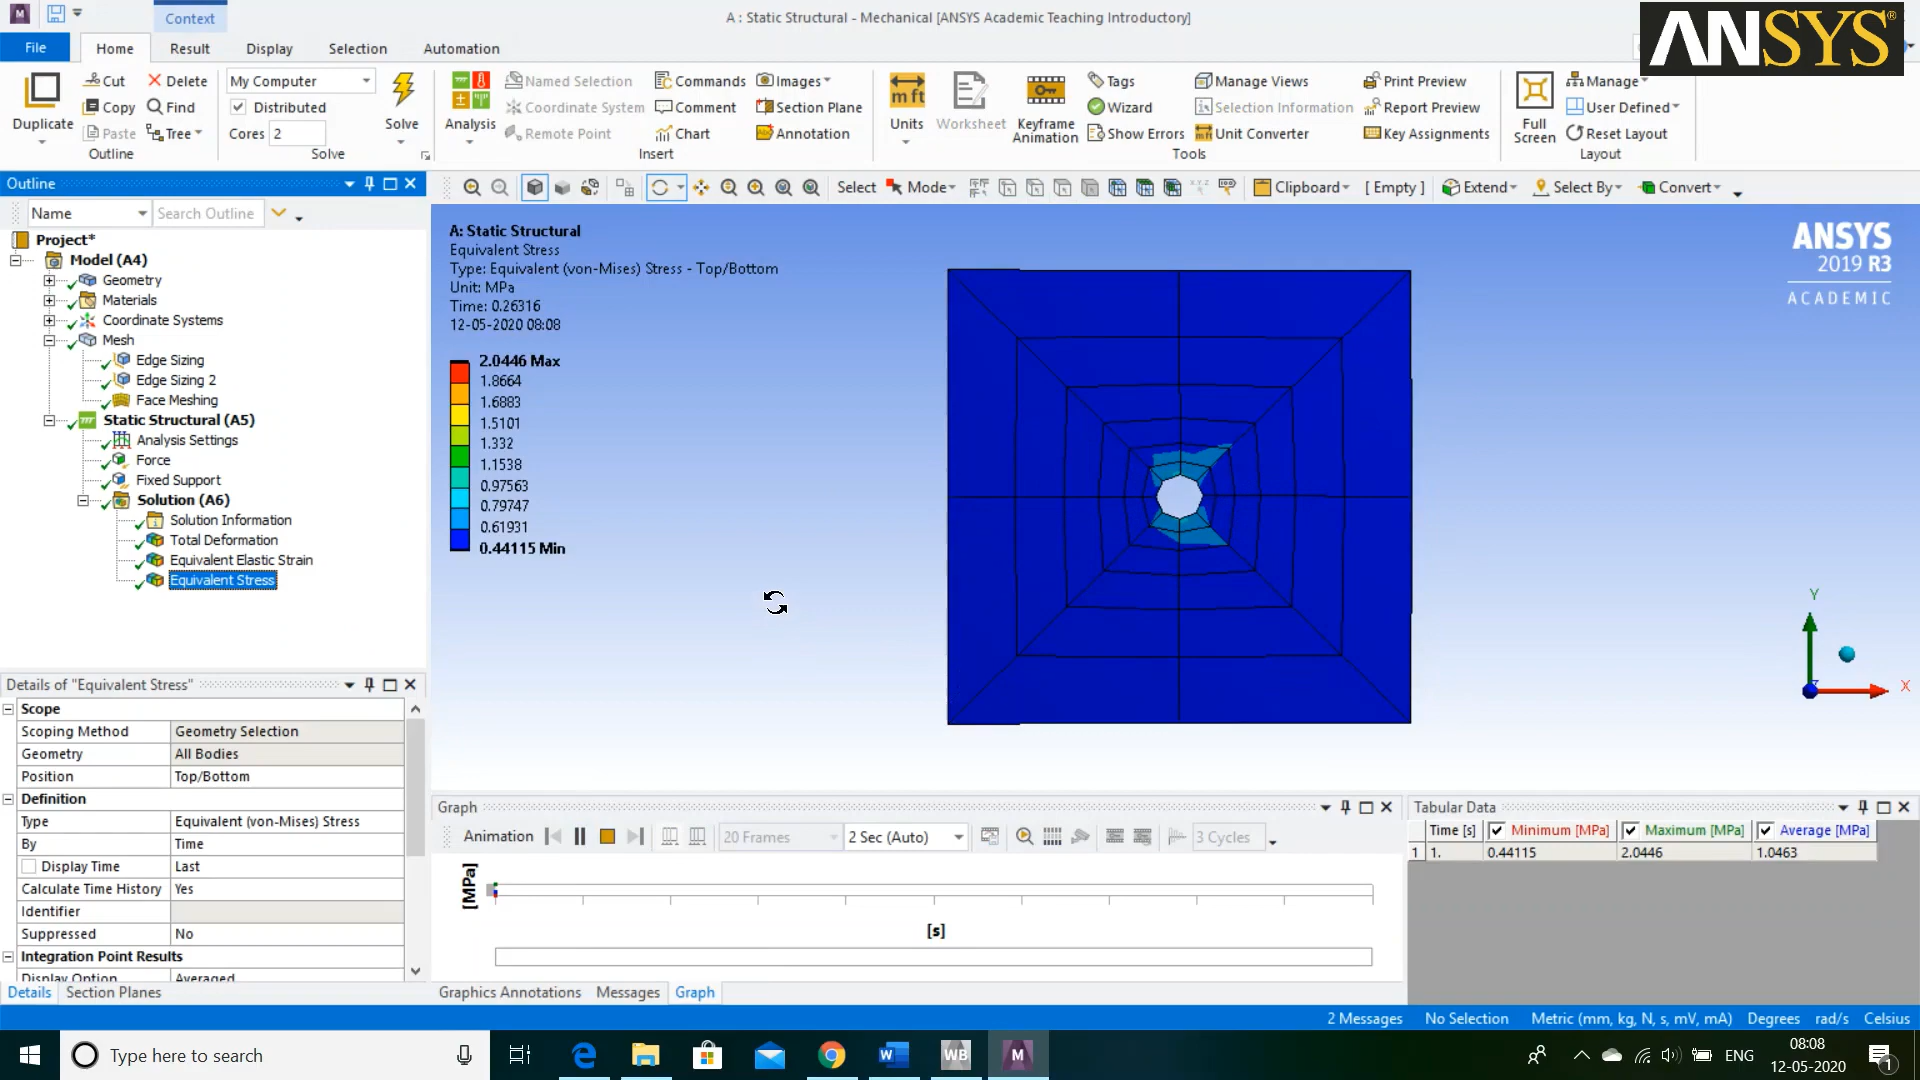 Context
A : Static Structural - Mechanical [ANSYS Academic Teaching Introductory]
ANSYS®
File Home Result Display Selection Automation
Duplicate
Cut
Copy
Paste
Delete
Find
Tree
Outline
My Computer
Distributed
Cores 2
Solve
Solve
Analysis
Named Selection
Coordinate System
Remote Point
Commands
Comment
Chart
Images
Section Plane
Annotation
Insert
Units
Worksheet
Keyframe
Animation
Tags
Wizard
Show Errors
Manage Views
Selection Information
Unit Converter
Print Preview
Report Preview
Key Assignments
Tools
Full
Screen
Manage
User Defined
Reset Layout
Layout
Outline
Select Mode Clipboard [ Empty ] Extend Select By Convert
Name Search Outline
Project*
Model (A4)
Geometry
Materials
Coordinate Systems
Mesh
Edge Sizing
Edge Sizing 2
Face Meshing
Static Structural (A5)
Analysis Settings
Force
Fixed Support
Solution (A6)
Solution Information
Total Deformation
Equivalent Elastic Strain
Equivalent Stress
A: Static Structural
Equivalent Stress
Type: Equivalent (von-Mises) Stress - Top/Bottom
Unit: MPa
Time: 0.26316
12-05-2020 08:08
2.0446 Max
1.8664
1.6883
1.5101
1.332
1.1538
0.97563
0.79747
0.61931
0.44115 Min
ANSYS
2019 R3
ACADEMIC
Y
X
Details of "Equivalent Stress"
Scope
Scoping Method Geometry Selection
Geometry All Bodies
Position Top/Bottom
Definition
Type Equivalent (von-Mises) Stress
By Time
Display Time Last
Calculate Time History Yes
Identifier
Suppressed No
Integration Point Results
Display Option Averaged
Details Section Planes
Graph
Animation 20 Frames 2 Sec (Auto) 3 Cycles
[MPa]
[s]
Graphics Annotations Messages Graph
Tabular Data
Time [s] Minimum [MPa] Maximum [MPa] Average [MPa]
1 1. 0.44115 2.0446 1.0463
2 Messages No Selection Metric (mm, kg, N, s, mV, mA) Degrees rad/s Celsius
Type here to search
W
WB
M
ENG
08:08
12-05-2020
1